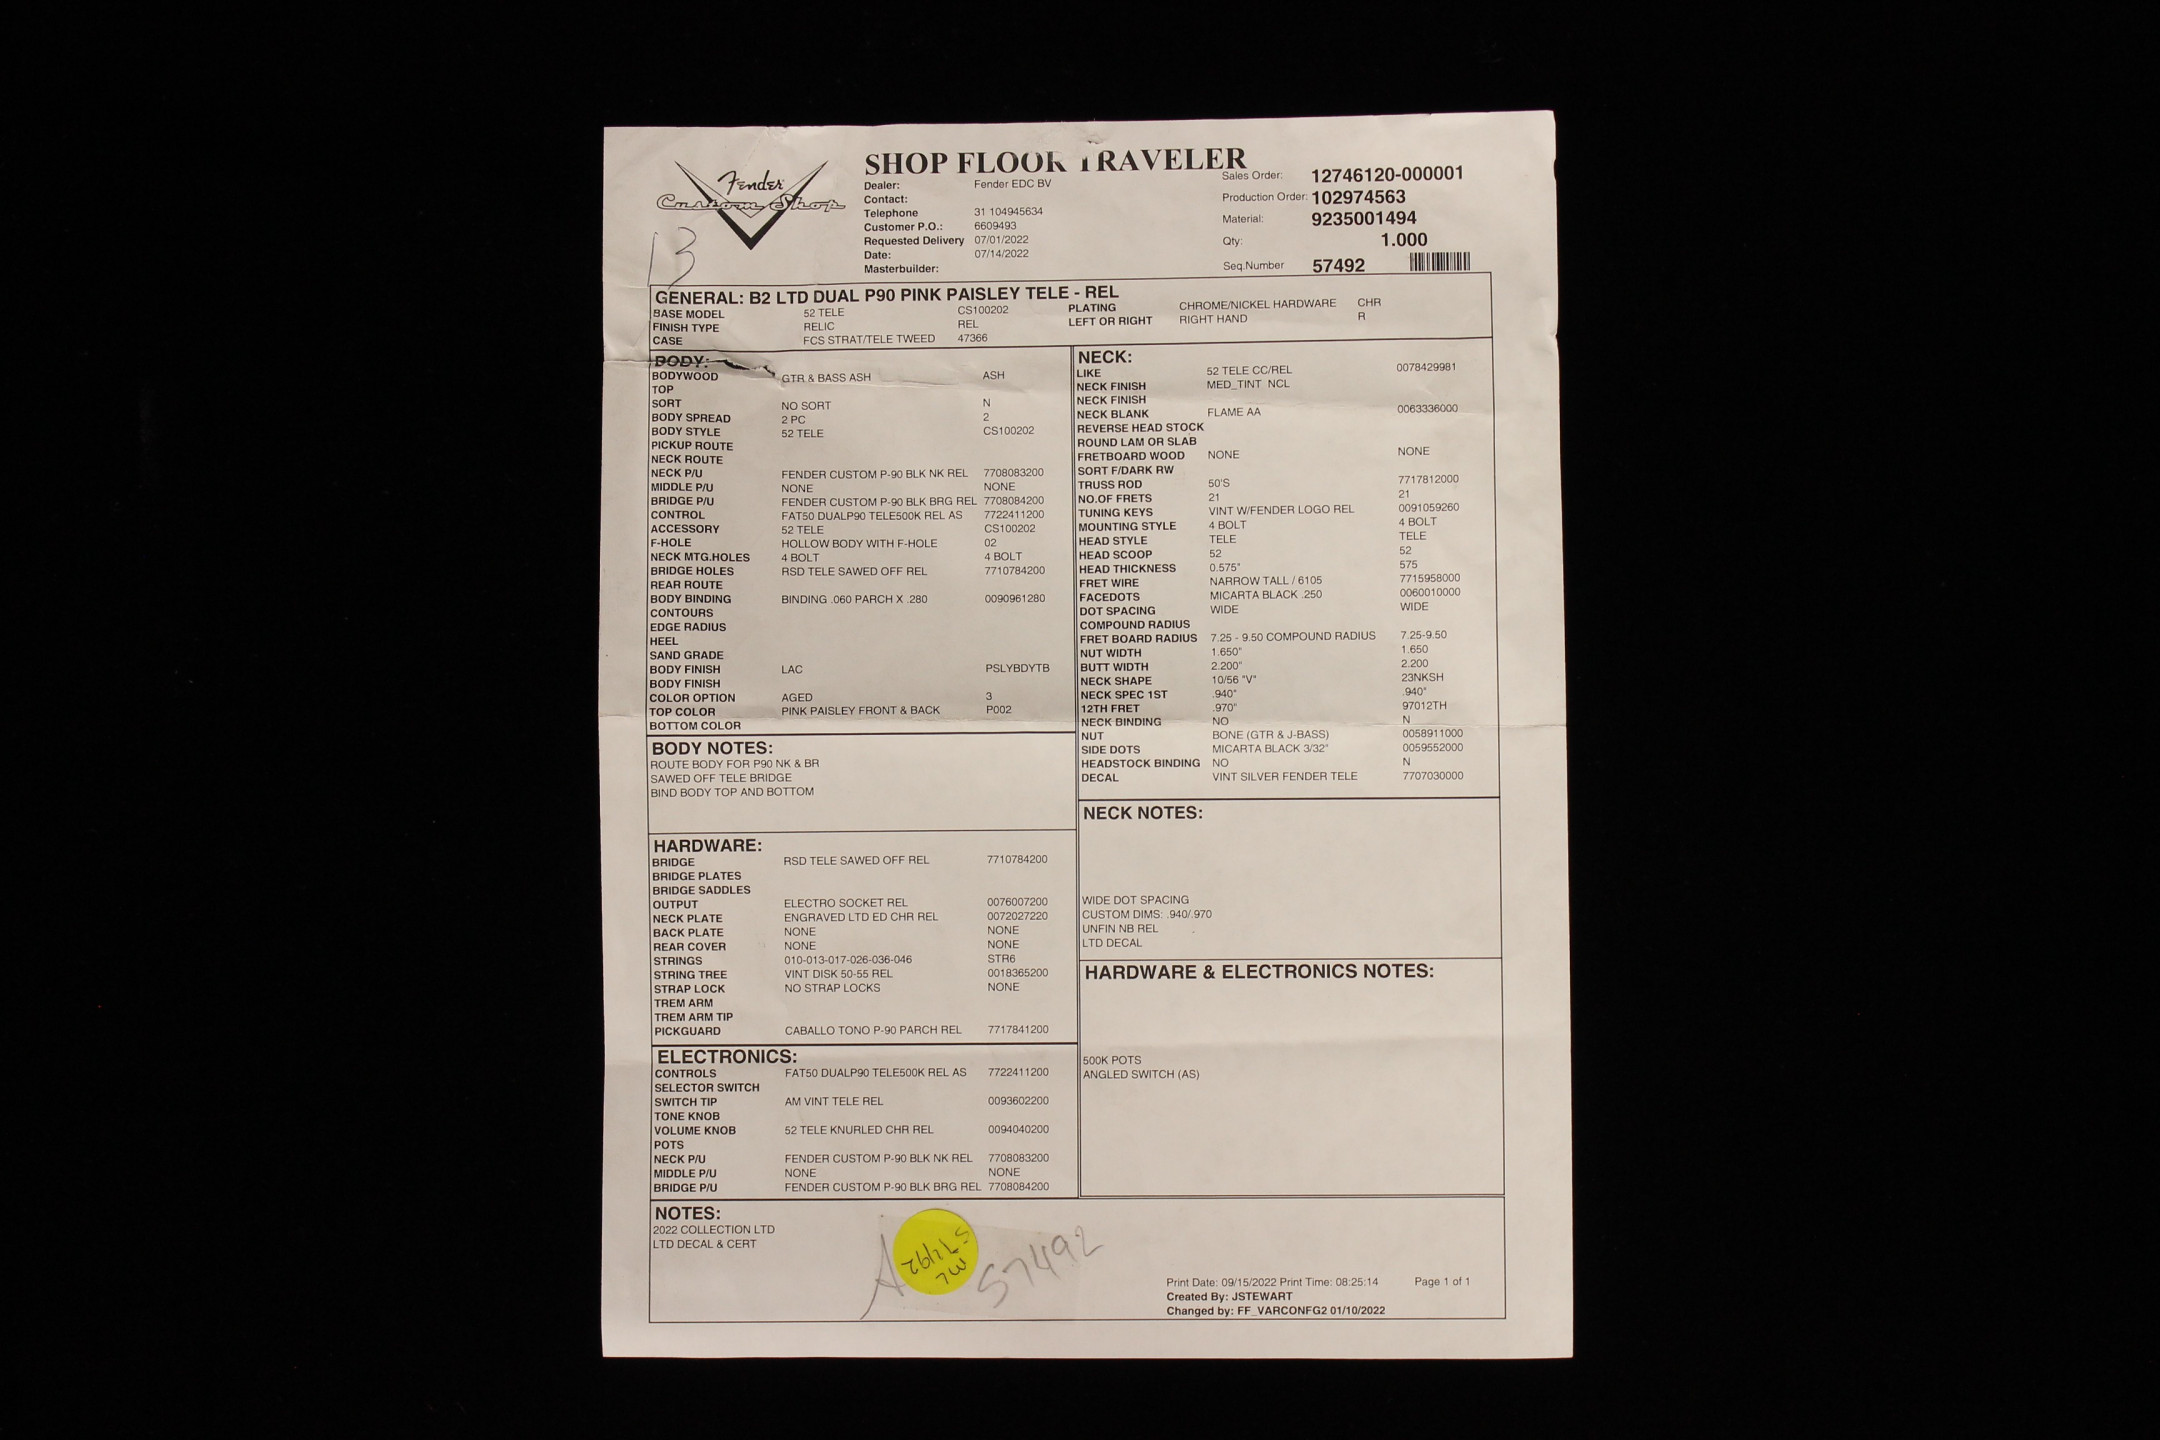 Fender
Custom Shop
13
SHOP FLOOR TRAVELER
Dealer: Fender EDC BV
Contact:
Telephone 31 104945634
Customer P.O.: 6609493
Requested Delivery 07/01/2022
Date: 07/14/2022
Masterbuilder:
Sales Order: 12746120-000001
Production Order: 102974563
Material: 9235001494
Qty: 1.000
Seq.Number 57492
GENERAL: B2 LTD DUAL P90 PINK PAISLEY TELE - REL
BASE MODEL 52 TELE CS100202 PLATING CHROME/NICKEL HARDWARE CHR
FINISH TYPE RELIC REL LEFT OR RIGHT RIGHT HAND R
CASE FCS STRAT/TELE TWEED 47366
BODY:
BODYWOOD GTR & BASS ASH ASH
TOP
SORT NO SORT N
BODY SPREAD 2 PC 2
BODY STYLE 52 TELE CS100202
PICKUP ROUTE
NECK ROUTE
NECK P/U FENDER CUSTOM P-90 BLK NK REL 7708083200
MIDDLE P/U NONE NONE
BRIDGE P/U FENDER CUSTOM P-90 BLK BRG REL 7708084200
CONTROL FAT50 DUALP90 TELE500K REL AS 7722411200
ACCESSORY 52 TELE CS100202
F-HOLE HOLLOW BODY WITH F-HOLE 02
NECK MTG.HOLES 4 BOLT 4 BOLT
BRIDGE HOLES RSD TELE SAWED OFF REL 7710784200
REAR ROUTE
BODY BINDING BINDING .060 PARCH X .280 0090961280
CONTOURS
EDGE RADIUS
HEEL
SAND GRADE
BODY FINISH LAC PSLYBDYTB
BODY FINISH
COLOR OPTION AGED 3
TOP COLOR PINK PAISLEY FRONT & BACK P002
BOTTOM COLOR
BODY NOTES:
ROUTE BODY FOR P90 NK & BR
SAWED OFF TELE BRIDGE
BIND BODY TOP AND BOTTOM
HARDWARE:
BRIDGE RSD TELE SAWED OFF REL 7710784200
BRIDGE PLATES
BRIDGE SADDLES
OUTPUT ELECTRO SOCKET REL 0076007200
NECK PLATE ENGRAVED LTD ED CHR REL 0072027220
BACK PLATE NONE NONE
REAR COVER NONE NONE
STRINGS 010-013-017-026-036-046 STR6
STRING TREE VINT DISK 50-55 REL 0018365200
STRAP LOCK NO STRAP LOCKS NONE
TREM ARM
TREM ARM TIP
PICKGUARD CABALLO TONO P-90 PARCH REL 7717841200
ELECTRONICS:
CONTROLS FAT50 DUALP90 TELE500K REL AS 7722411200
SELECTOR SWITCH
SWITCH TIP AM VINT TELE REL 0093602200
TONE KNOB
VOLUME KNOB 52 TELE KNURLED CHR REL 0094040200
POTS
NECK P/U FENDER CUSTOM P-90 BLK NK REL 7708083200
MIDDLE P/U NONE NONE
BRIDGE P/U FENDER CUSTOM P-90 BLK BRG REL 7708084200
NECK:
LIKE 52 TELE CC/REL 0078429981
NECK FINISH MED_TINT NCL
NECK FINISH
NECK BLANK FLAME AA 0063336000
REVERSE HEAD STOCK
ROUND LAM OR SLAB
FRETBOARD WOOD NONE NONE
SORT F/DARK RW
TRUSS ROD 50'S 7717812000
NO.OF FRETS 21 21
TUNING KEYS VINT W/FENDER LOGO REL 0091059260
MOUNTING STYLE 4 BOLT 4 BOLT
HEAD STYLE TELE TELE
HEAD SCOOP 52 52
HEAD THICKNESS 0.575" 575
FRET WIRE NARROW TALL / 6105 7715958000
FACEDOTS MICARTA BLACK .250 0060010000
DOT SPACING WIDE WIDE
COMPOUND RADIUS
FRET BOARD RADIUS 7.25 - 9.50 COMPOUND RADIUS 7.25-9.50
NUT WIDTH 1.650" 1.650
BUTT WIDTH 2.200" 2.200
NECK SHAPE 10/56 "V" 23NKSH
NECK SPEC 1ST .940" .940"
12TH FRET .970" 97012TH
NECK BINDING NO N
NUT BONE (GTR & J-BASS) 0058911000
SIDE DOTS MICARTA BLACK 3/32" 0059552000
HEADSTOCK BINDING NO N
DECAL VINT SILVER FENDER TELE 7707030000
NECK NOTES:
WIDE DOT SPACING
CUSTOM DIMS: .940/.970
UNFIN NB REL
LTD DECAL
HARDWARE & ELECTRONICS NOTES:
500K POTS
ANGLED SWITCH (AS)
NOTES:
2022 COLLECTION LTD
LTD DECAL & CERT
A
57492
ML
57492
Print Date: 09/15/2022 Print Time: 08:25:14 Page 1 of 1
Created By: JSTEWART
Changed by: FF_VARCONFG2 01/10/2022